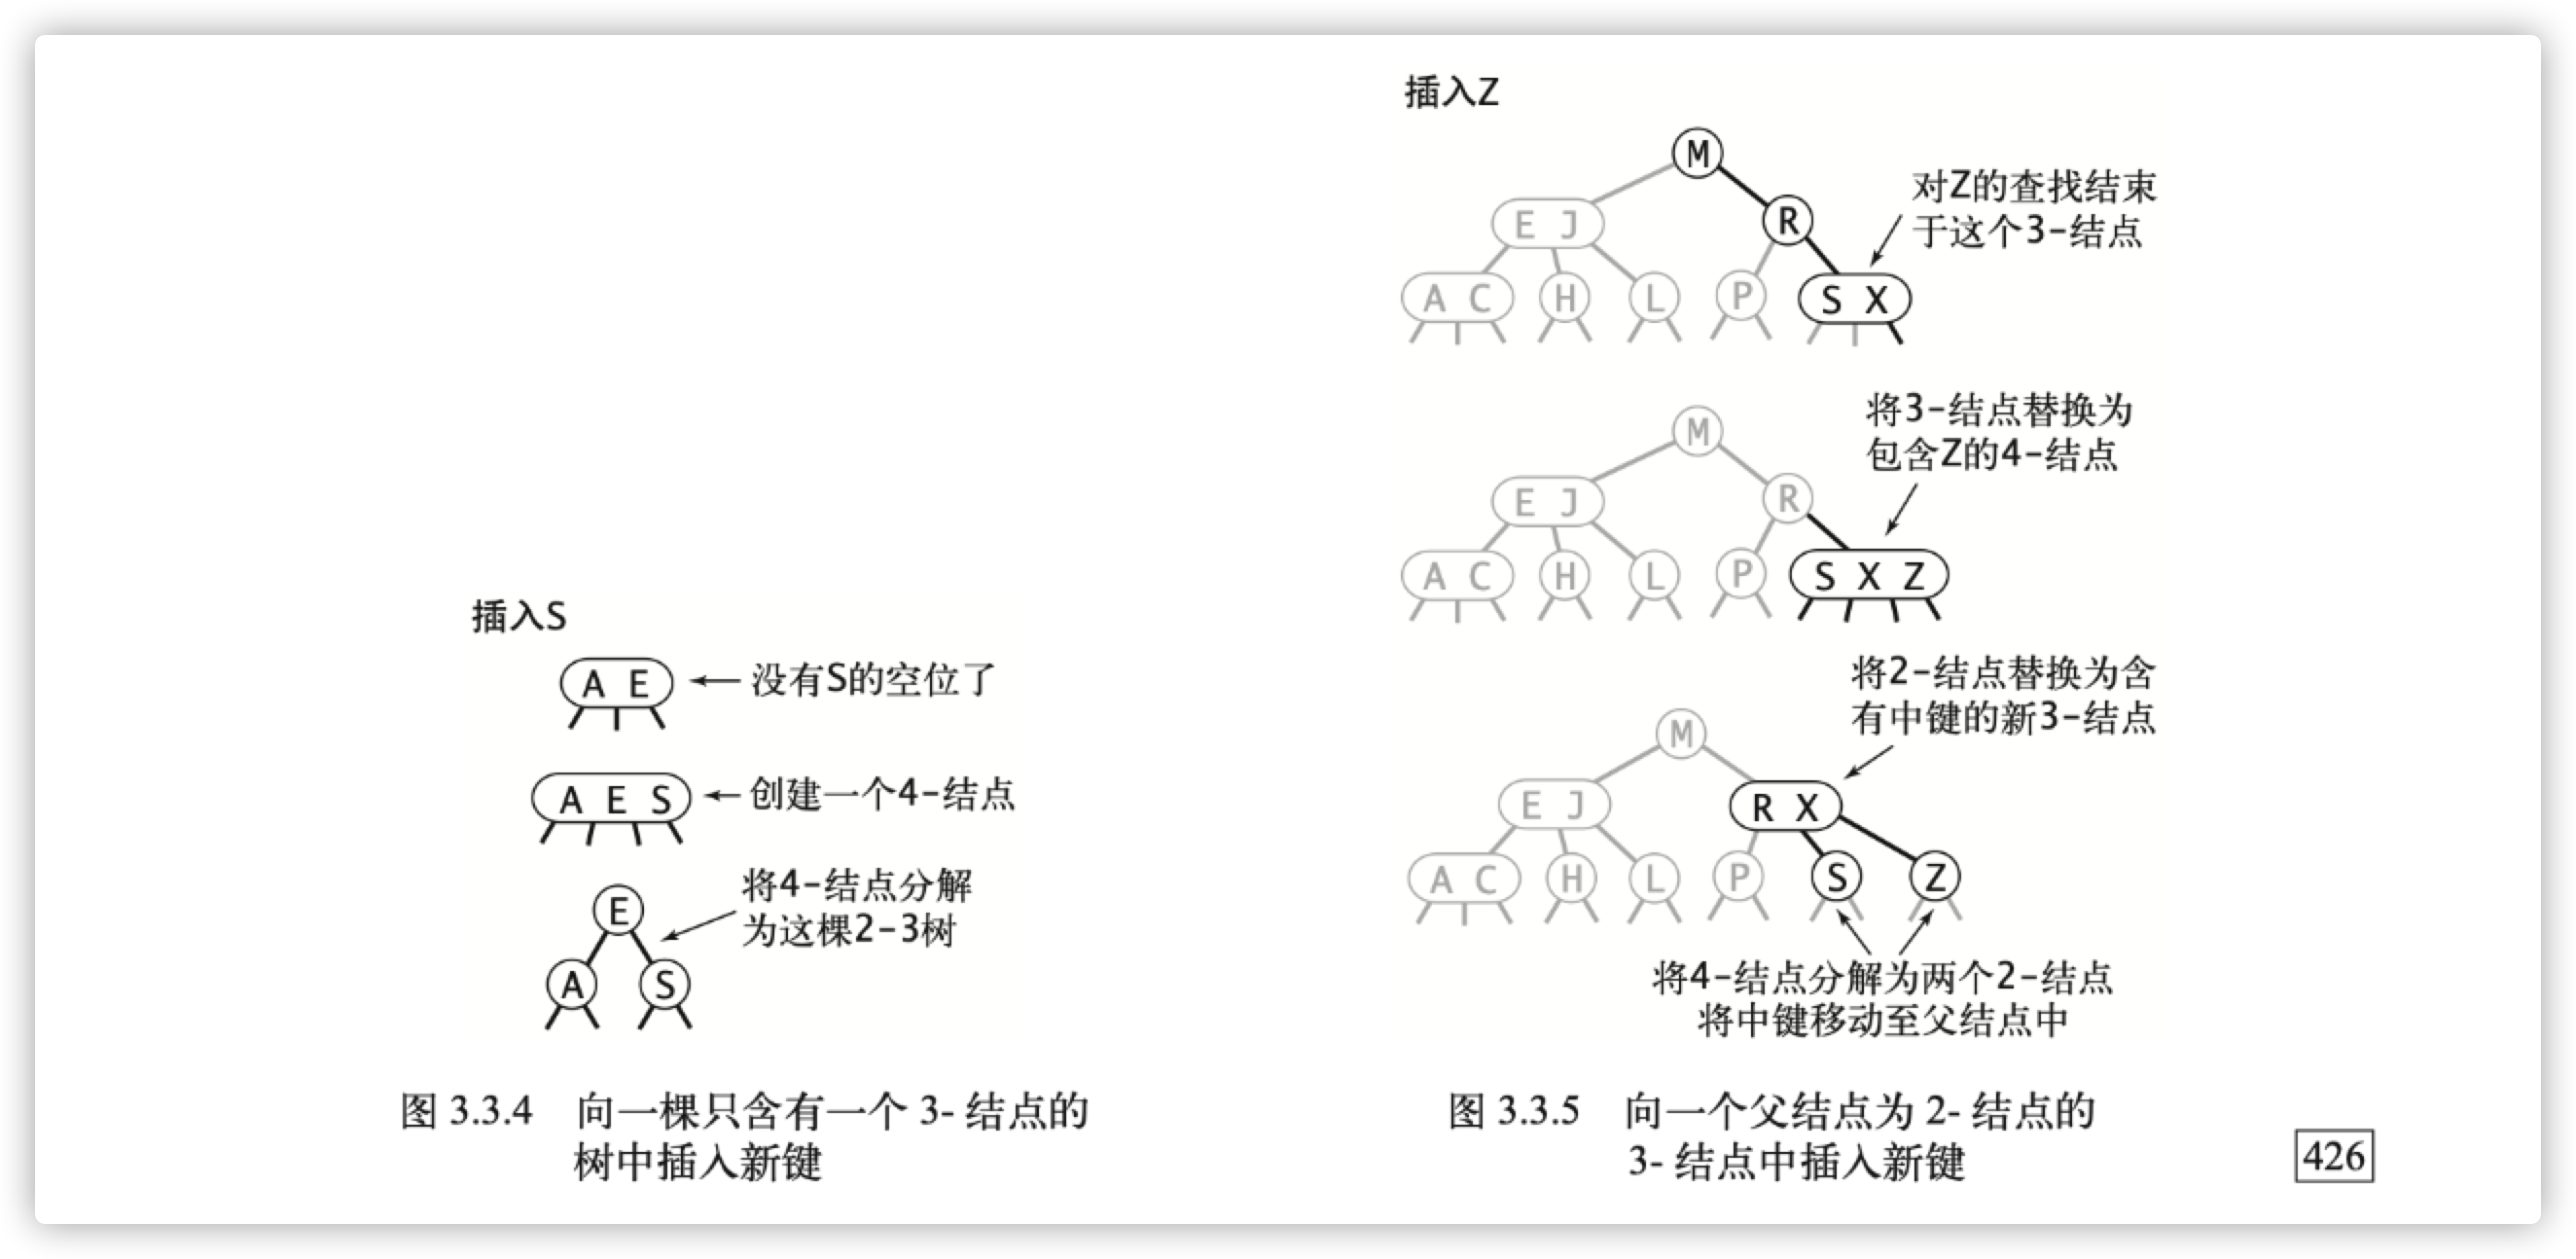 插入S
A E
没有S的空位了
A E S
创建一个4-结点
将4-结点分解
为这棵2-3树
E
A S
图 3.3.4 向一棵只含有一个 3- 结点的
树中插入新键
插入Z
M
对Z的查找结束
于这个3-结点
E J R
A C H L P S X
将3-结点替换为
包含Z的4-结点
M
E J R
A C H L P S X Z
将2-结点替换为含
有中键的新3-结点
M
E J R X
A C H L P S Z
将4-结点分解为两个2-结点
将中键移动至父结点中
图 3.3.5 向一个父结点为 2- 结点的
3- 结点中插入新键
426